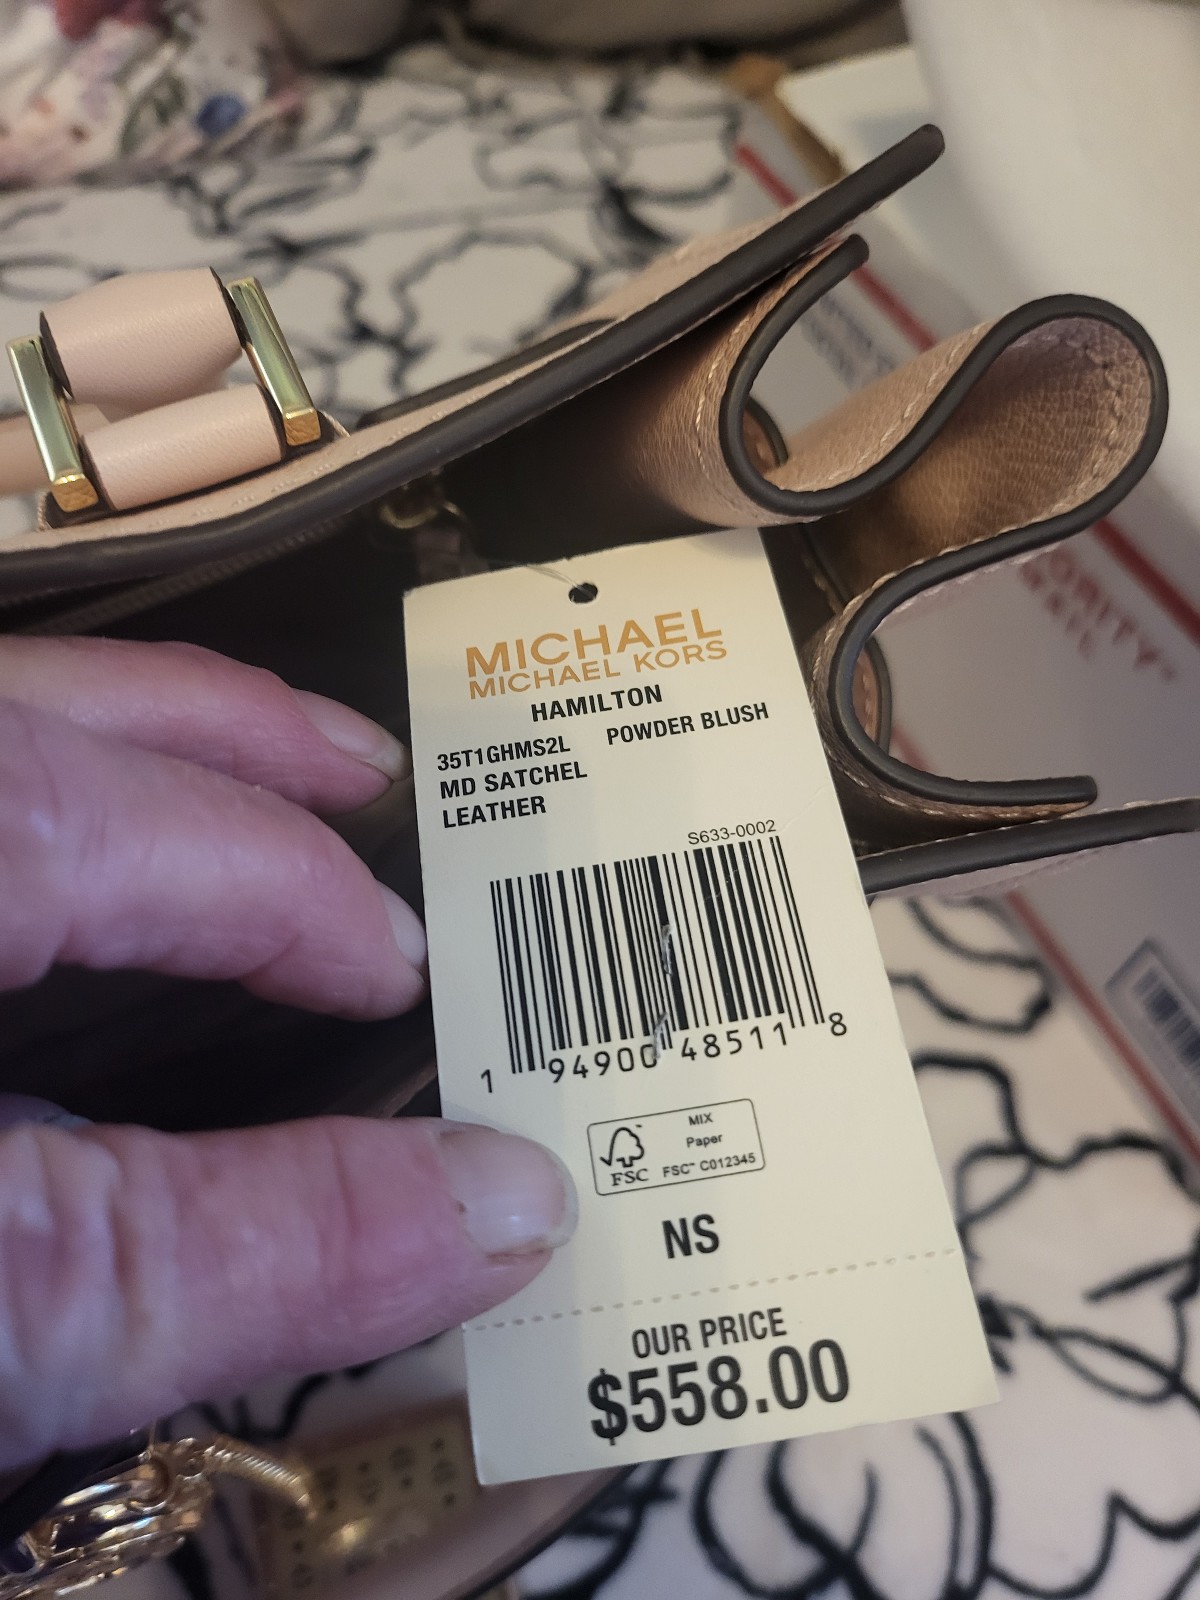 MICHAEL
MICHAEL KORS
HAMILTON
35T1GHMS2L POWDER BLUSH
MD SATCHEL
LEATHER
S633-0002
1 94900 48511 8
FSC
MIX
Paper
FSC™ C012345
NS
OUR PRICE
$558.00
ORITY